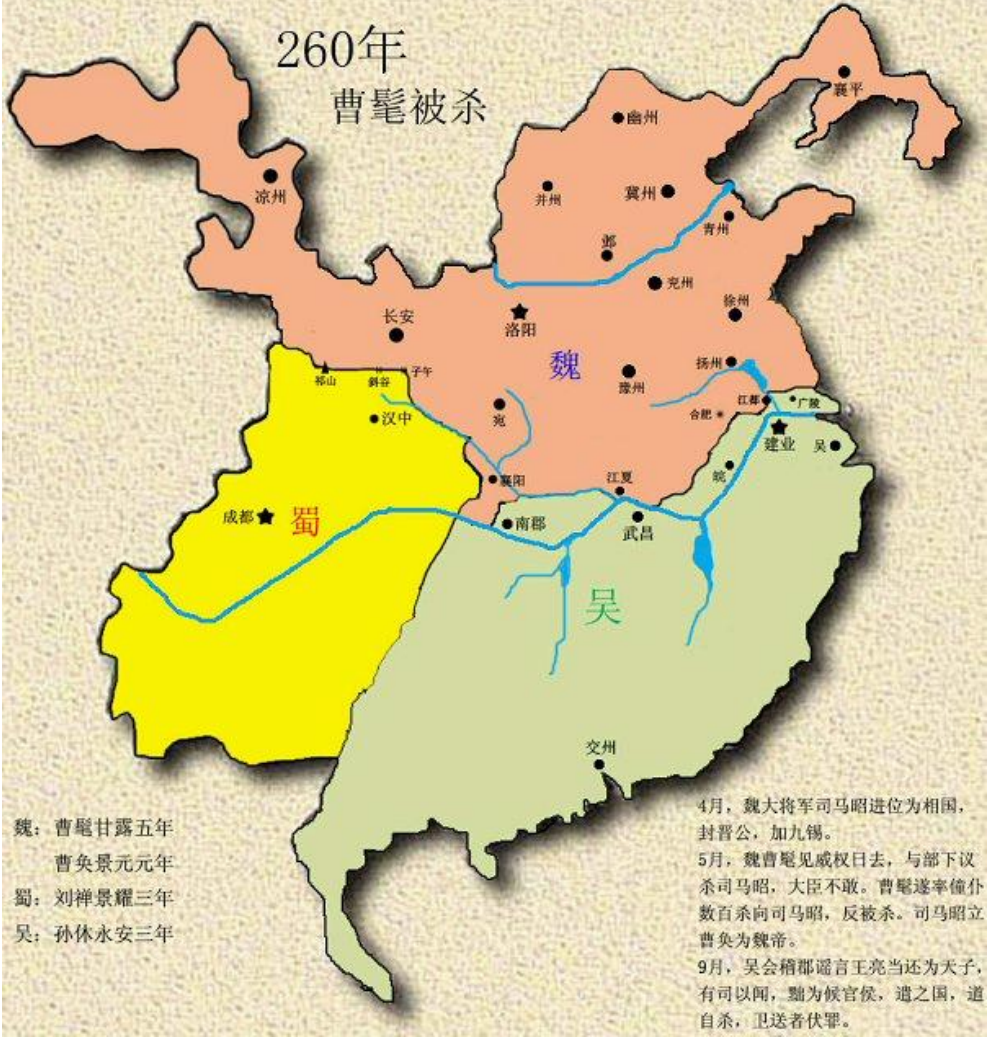 260年
曹髦被杀
襄平
幽州
凉州
并州
冀州
青州
邺
兖州
徐州
长安
洛阳
魏
扬州
祁山
斜谷
子午
豫州
江都
广陵
汉中
宛
合肥
建业
吴
皖
襄阳
江夏
成都
蜀
南郡
武昌
吴
交州
魏：曹髦甘露五年
曹奂景元元年
蜀：刘禅景耀三年
吴：孙休永安三年
4月，魏大将军司马昭进位为相国，
封晋公，加九锡。
5月，魏曹髦见威权日去，与部下议
杀司马昭，大臣不敢。曹髦遂率僮仆
数百杀向司马昭，反被杀。司马昭立
曹奂为魏帝。
9月，吴会稽郡谣言王亮当还为天子，
有司以闻，黜为候官侯，遣之国，道
自杀，卫送者伏罪。